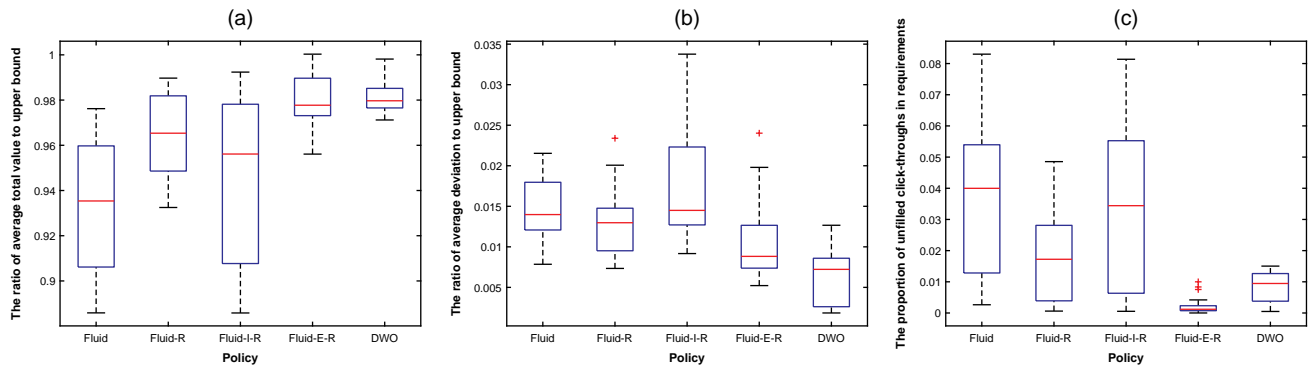 (a)
The ratio of average total value to upper bound
1
0.98
0.96
0.94
0.92
0.9
Fluid Fluid-R Fluid-I-R Fluid-E-R DWO
Policy
(b)
The ratio of average deviation to upper bound
0.035
0.03
0.025
0.02
0.015
0.01
0.005
Fluid Fluid-R Fluid-I-R Fluid-E-R DWO
Policy
(c)
The proportion of unfilled click-throughs in requirements
0.08
0.07
0.06
0.05
0.04
0.03
0.02
0.01
0
Fluid Fluid-R Fluid-I-R Fluid-E-R DWO
Policy